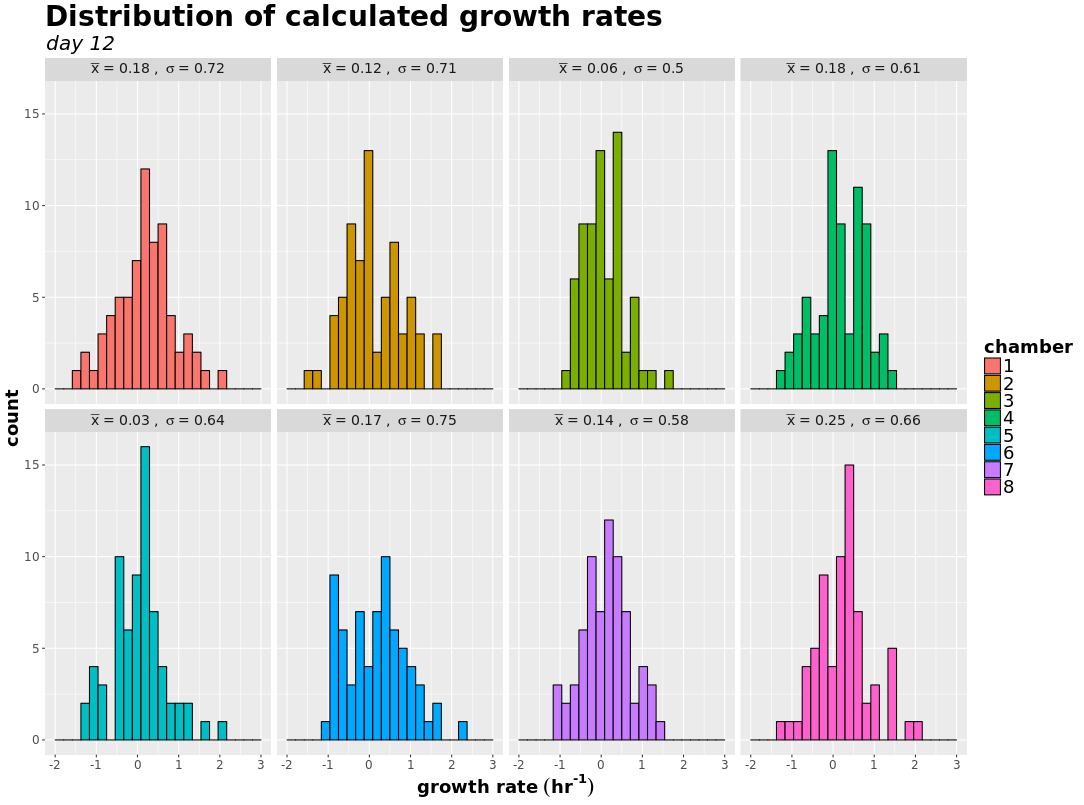 Distribution of calculated growth rates
day 12
x̅ = 0.18 , σ = 0.72
x̅ = 0.12 , σ = 0.71
x̅ = 0.06 , σ = 0.5
x̅ = 0.18 , σ = 0.61
15
10
5
0
x̅ = 0.03 , σ = 0.64
x̅ = 0.17 , σ = 0.75
x̅ = 0.14 , σ = 0.58
x̅ = 0.25 , σ = 0.66
15
10
5
0
-2 -1 0 1 2 3
-2 -1 0 1 2 3
-2 -1 0 1 2 3
-2 -1 0 1 2 3
count
growth rate (hr⁻¹)
chamber
1
2
3
4
5
6
7
8